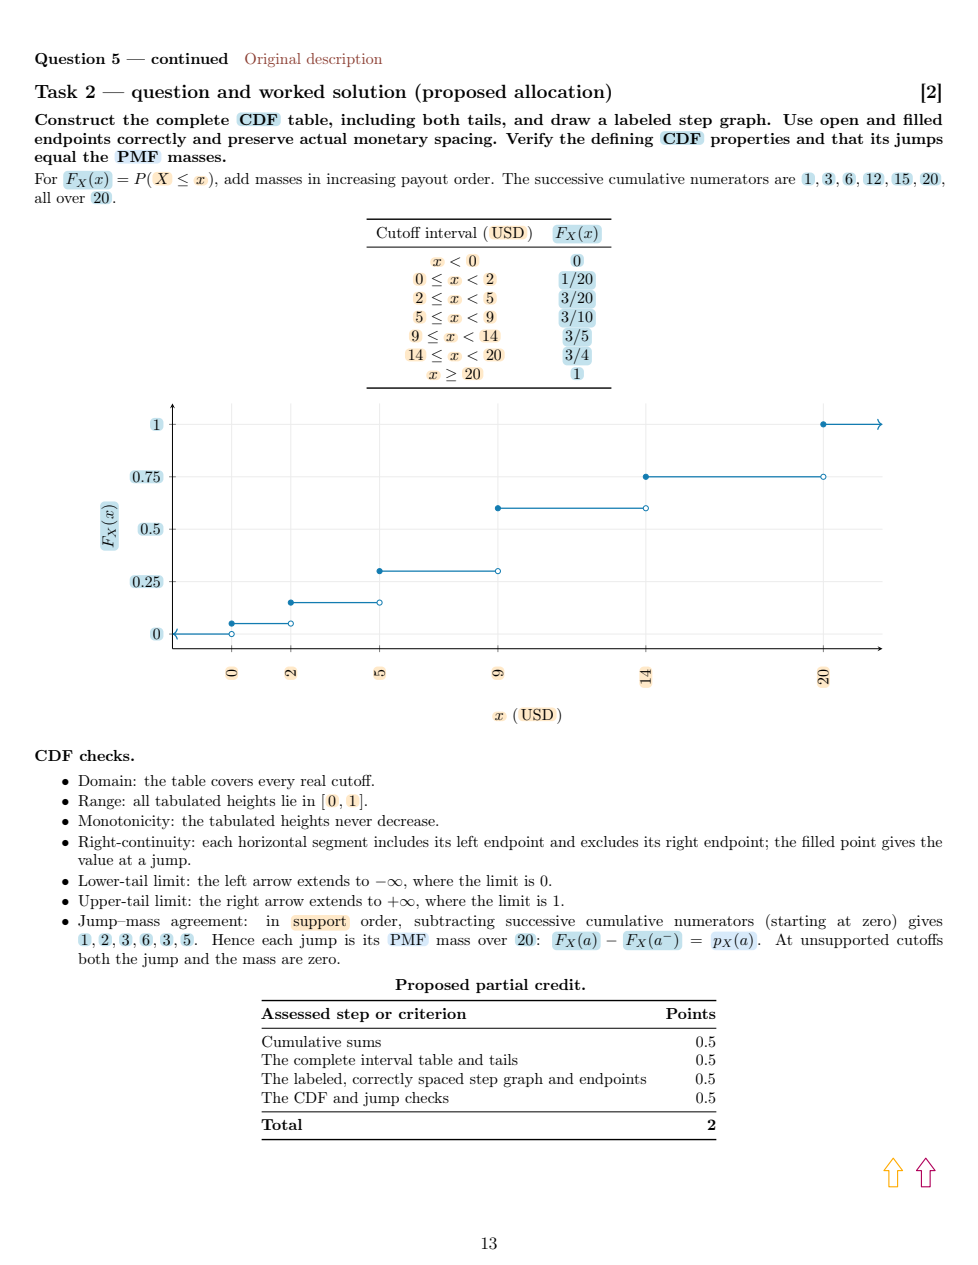 Question 5 — continued Original description
Task 2 — question and worked solution (proposed allocation) [2]
Construct the complete CDF table, including both tails, and draw a labeled step graph. Use open and filled
endpoints correctly and preserve actual monetary spacing. Verify the defining CDF properties and that its jumps
equal the PMF masses.
For F_X(x) = P(X ≤ x), add masses in increasing payout order. The successive cumulative numerators are 1, 3, 6, 12, 15, 20,
all over 20.
Cutoff interval (USD) F_X(x)
x < 0 0
0 ≤ x < 2 1/20
2 ≤ x < 5 3/20
5 ≤ x < 9 3/10
9 ≤ x < 14 3/5
14 ≤ x < 20 3/4
x ≥ 20 1
1
0.75
0.5
0.25
0
F_X(x)
0 2 5 9 14 20
x (USD)
CDF checks.
• Domain: the table covers every real cutoff.
• Range: all tabulated heights lie in [0, 1].
• Monotonicity: the tabulated heights never decrease.
• Right-continuity: each horizontal segment includes its left endpoint and excludes its right endpoint; the filled point gives the
value at a jump.
• Lower-tail limit: the left arrow extends to −∞, where the limit is 0.
• Upper-tail limit: the right arrow extends to +∞, where the limit is 1.
• Jump–mass agreement: in support order, subtracting successive cumulative numerators (starting at zero) gives
1, 2, 3, 6, 3, 5. Hence each jump is its PMF mass over 20: F_X(a) − F_X(a⁻) = p_X(a). At unsupported cutoffs
both the jump and the mass are zero.
Proposed partial credit.
Assessed step or criterion Points
Cumulative sums 0.5
The complete interval table and tails 0.5
The labeled, correctly spaced step graph and endpoints 0.5
The CDF and jump checks 0.5
Total 2
13